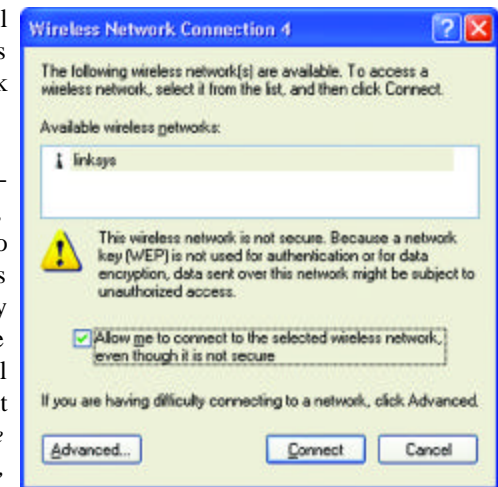 Wireless Network Connection 4
The following wireless network(s) are available. To access a
wireless network, select it from the list, and then click Connect.
Available wireless networks:
linksys
This wireless network is not secure. Because a network
key (WEP) is not used for authentication or for data
encryption, data sent over this network might be subject to
unauthorized access.
Allow me to connect to the selected wireless network,
even though it is not secure
If you are having difficulty connecting to a network, click Advanced.
Advanced...
Connect
Cancel